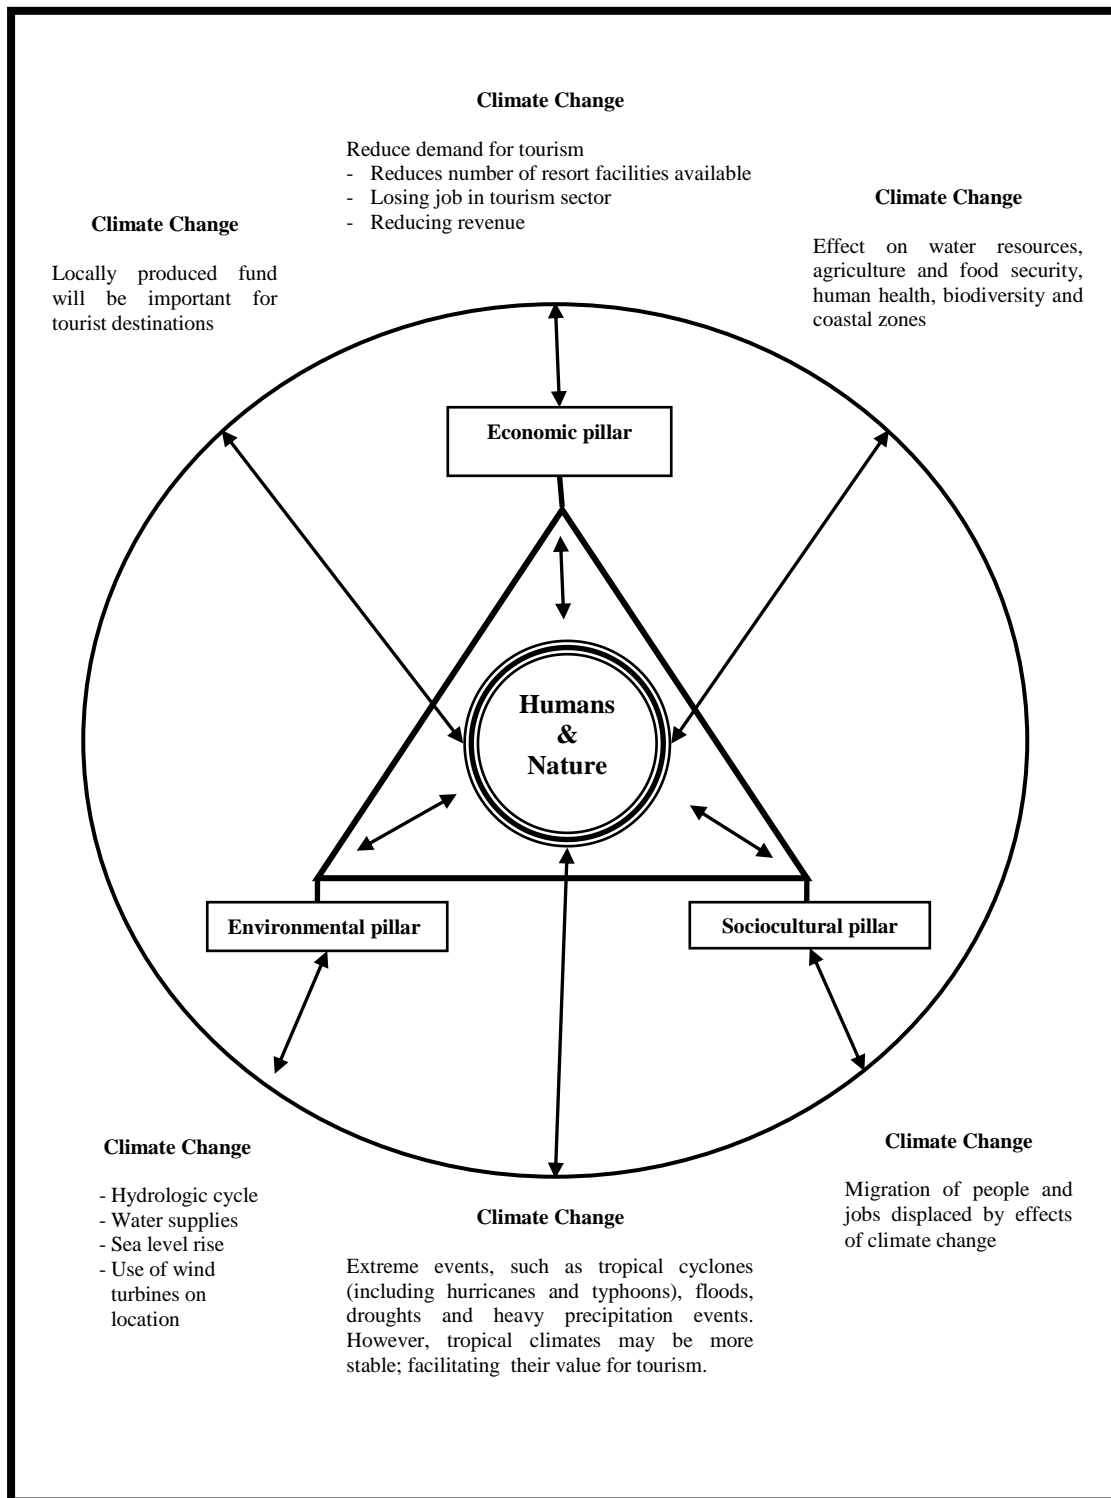 Climate Change
Reduce demand for tourism
- Reduces number of resort facilities available
- Losing job in tourism sector
- Reducing revenue
Climate Change
Locally produced fund
will be important for
tourist destinations
Climate Change
Effect on water resources,
agriculture and food security,
human health, biodiversity and
coastal zones
Economic pillar
Humans
&
Nature
Environmental pillar
Sociocultural pillar
Climate Change
- Hydrologic cycle
- Water supplies
- Sea level rise
- Use of wind
turbines on
location
Climate Change
Extreme events, such as tropical cyclones
(including hurricanes and typhoons), floods,
droughts and heavy precipitation events.
However, tropical climates may be more
stable; facilitating their value for tourism.
Climate Change
Migration of people and
jobs displaced by effects
of climate change